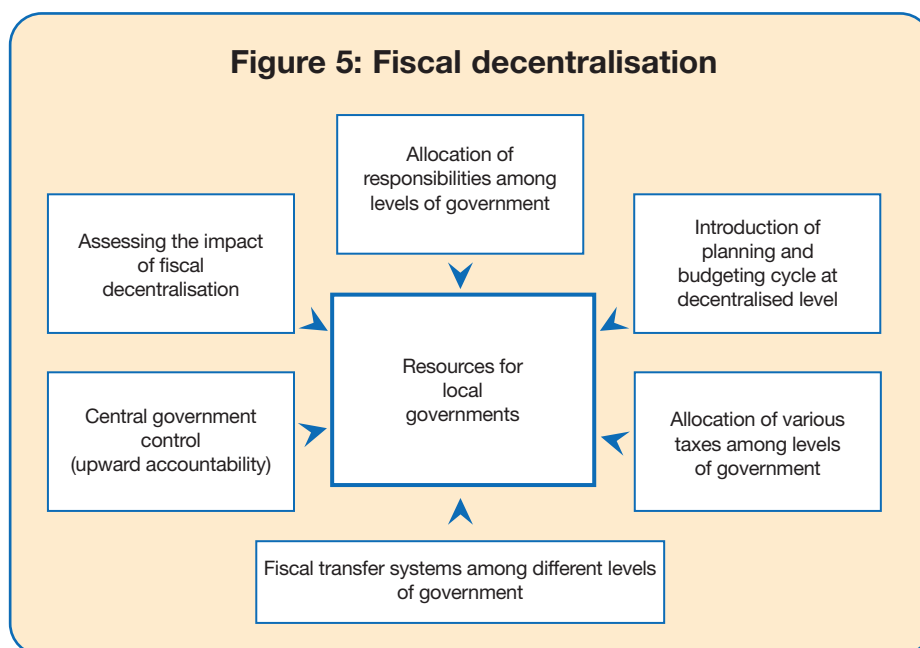 Figure 5: Fiscal decentralisation
Allocation of
responsibilities among
levels of government
Assessing the impact
of fiscal
decentralisation
Introduction of
planning and
budgeting cycle at
decentralised level
Resources for
local
governments
Central government
control
(upward accountability)
Allocation of various
taxes among levels
of government
Fiscal transfer systems among different levels
of government